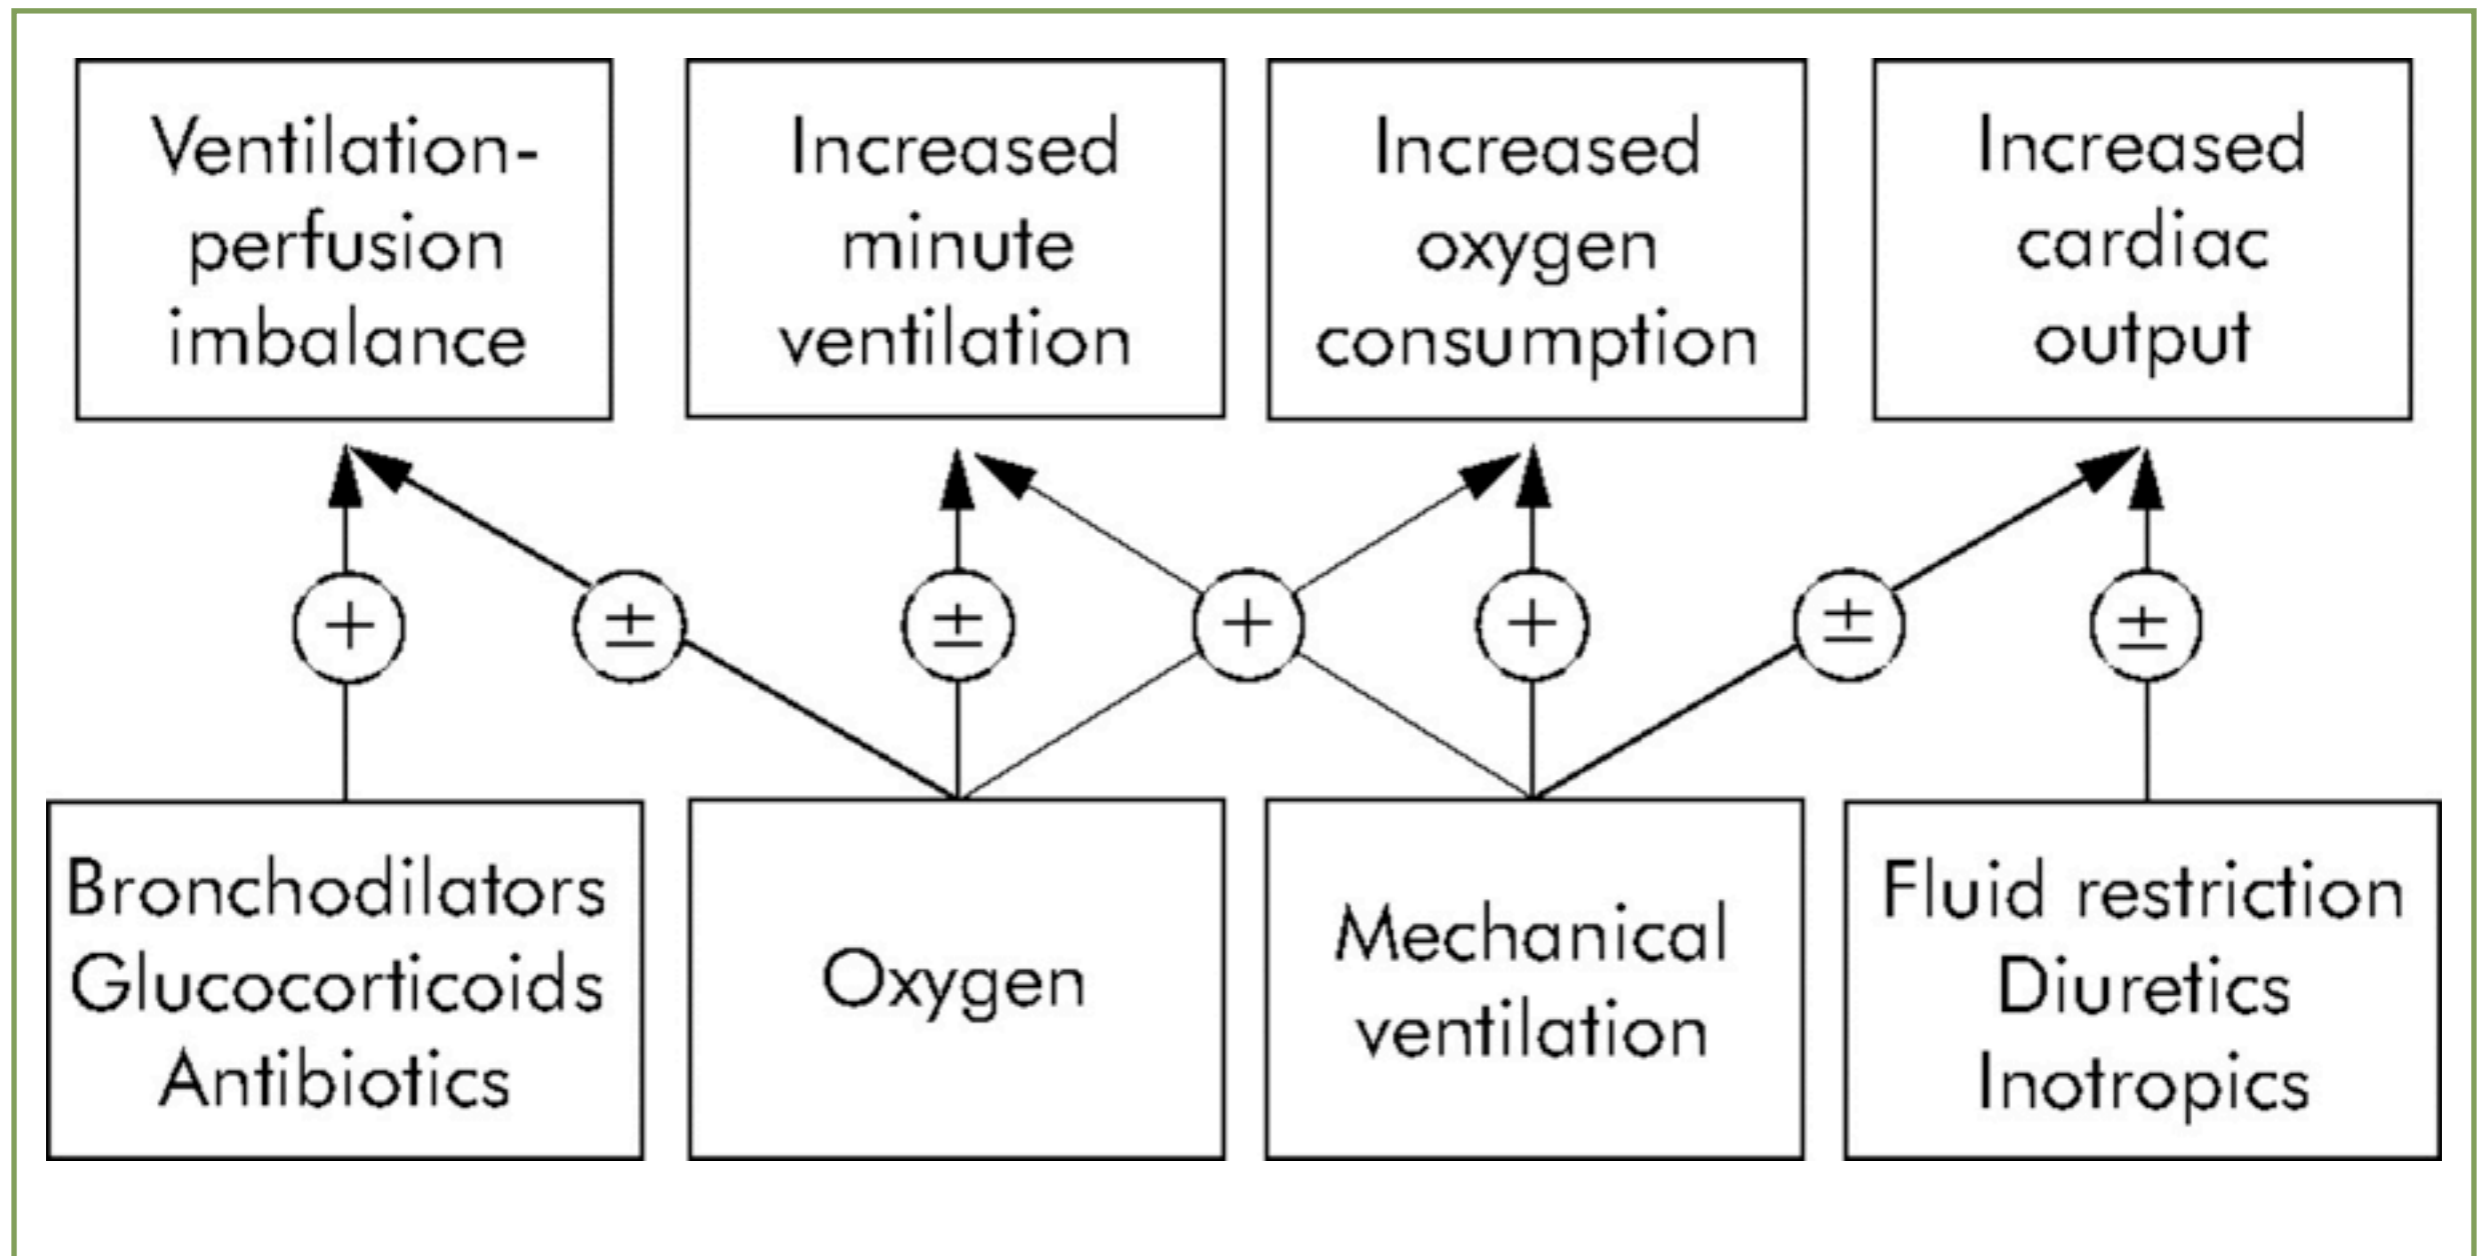 Ventilation-
perfusion
imbalance
Increased
minute
ventilation
Increased
oxygen
consumption
Increased
cardiac
output
+
±
±
+
+
±
±
Bronchodilators
Glucocorticoids
Antibiotics
Oxygen
Mechanical
ventilation
Fluid restriction
Diuretics
Inotropics